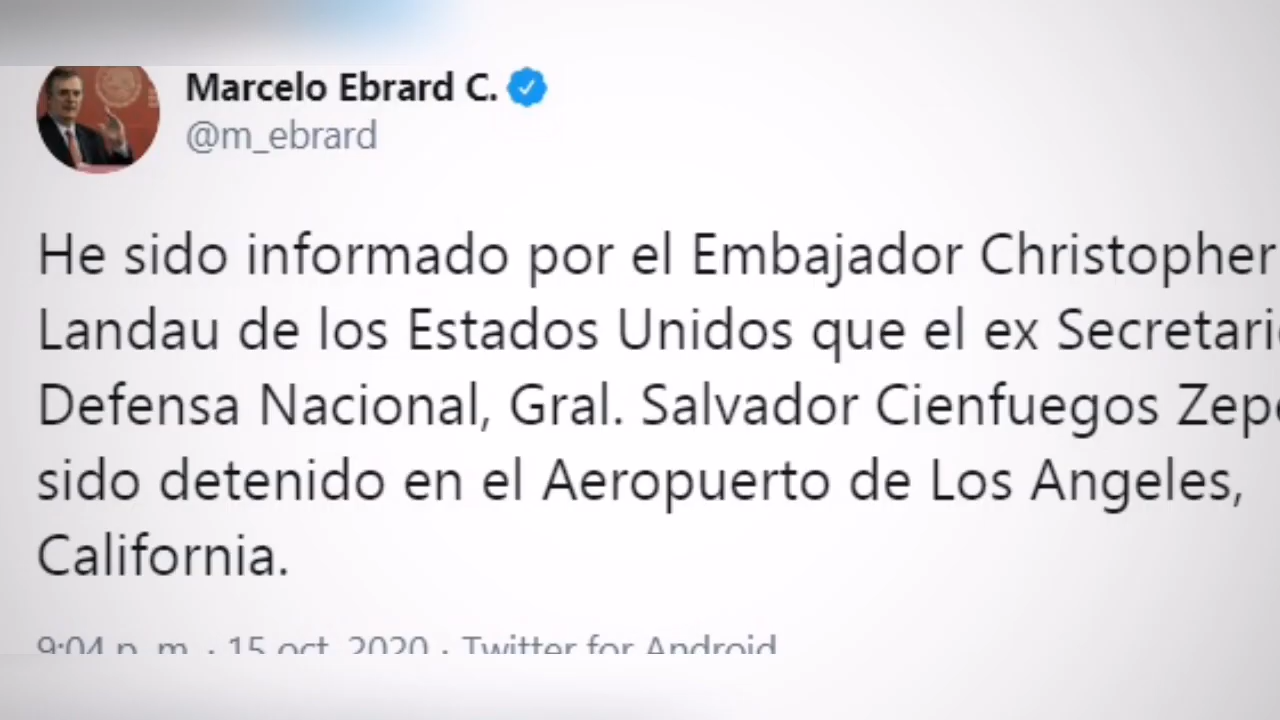 Marcelo Ebrard C.
@m_ebrard
He sido informado por el Embajador Christopher
Landau de los Estados Unidos que el ex Secretari
Defensa Nacional, Gral. Salvador Cienfuegos Zep
sido detenido en el Aeropuerto de Los Angeles,
California.
9:04 p. m. · 15 oct. 2020 · Twitter for Android